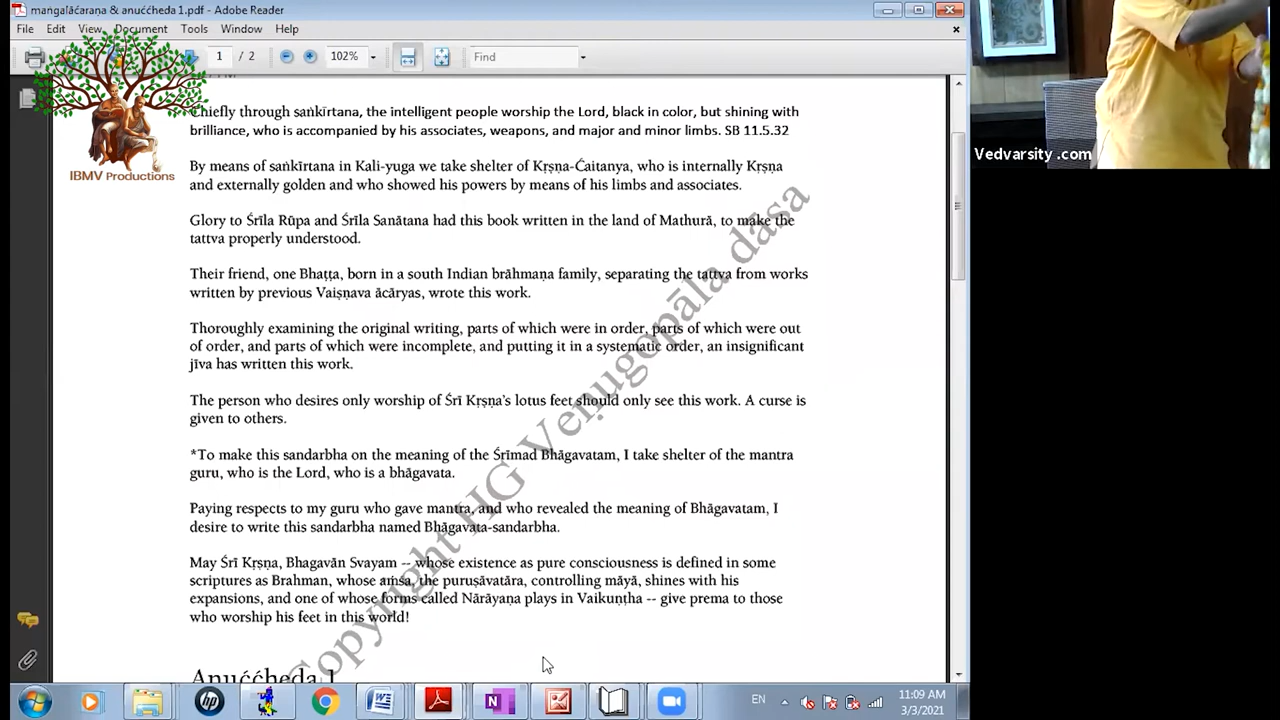 maṅgalāćaraṇa & anuććheda 1.pdf - Adobe Reader
File Edit View Document Tools Window Help
1 / 2 102% Find
Chiefly through saṅkīrtana, the intelligent people worship the Lord, black in color, but shining with
brilliance, who is accompanied by his associates, weapons, and major and minor limbs. SB 11.5.32
By means of saṅkīrtana in Kali-yuga we take shelter of Kṛṣṇa-Ćaitanya, who is internally Kṛṣṇa
and externally golden and who showed his powers by means of his limbs and associates.
Glory to Śrīla Rūpa and Śrīla Sanātana had this book written in the land of Mathurā, to make the
tattva properly understood.
Their friend, one Bhaṭṭa, born in a south Indian brāhmaṇa family, separating the tattva from works
written by previous Vaiṣṇava ācāryas, wrote this work.
Thoroughly examining the original writing, parts of which were in order, parts of which were out
of order, and parts of which were incomplete, and putting it in a systematic order, an insignificant
jīva has written this work.
The person who desires only worship of Śrī Kṛṣṇa's lotus feet should only see this work. A curse is
given to others.
*To make this sandarbha on the meaning of the Śrīmad Bhāgavatam, I take shelter of the mantra
guru, who is the Lord, who is a bhāgavata.
Paying respects to my guru who gave mantra, and who revealed the meaning of Bhāgavatam, I
desire to write this sandarbha named Bhāgavata-sandarbha.
May Śrī Kṛṣṇa, Bhagavān Svayam -- whose existence as pure consciousness is defined in some
scriptures as Brahman, whose aṁśa, the puruṣāvatāra, controlling māyā, shines with his
expansions, and one of whose forms called Nārāyaṇa plays in Vaikuṇṭha -- give prema to those
who worship his feet in this world!
Anuććheda 1
Copyright HG Veṇugopāla dāsa
IBMV Productions
Vedvarsity .com
EN
11:09 AM
3/3/2021